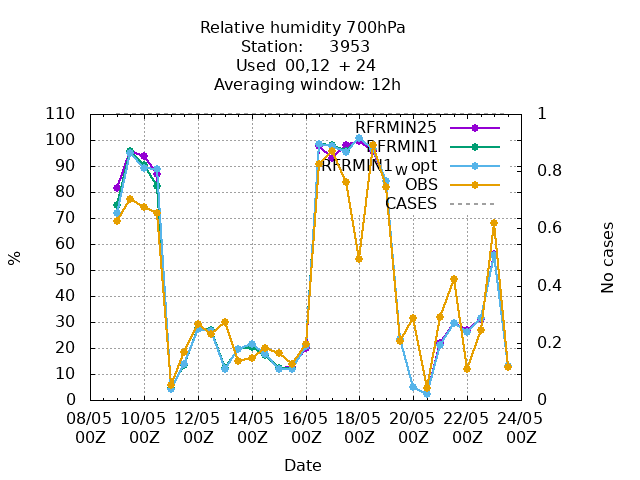 Relative humidity 700hPa
Station: 3953
Used 00,12 + 24
Averaging window: 12h
110
100
90
80
70
60
50
40
30
20
10
0
%
1
0.8
0.6
0.4
0.2
0
No cases
RFRMIN25
RFRMIN1
RFRMIN1w opt
OBS
CASES
08/05 10/05 12/05 14/05 16/05 18/05 20/05 22/05 24/05
00Z 00Z 00Z 00Z 00Z 00Z 00Z 00Z 00Z
Date